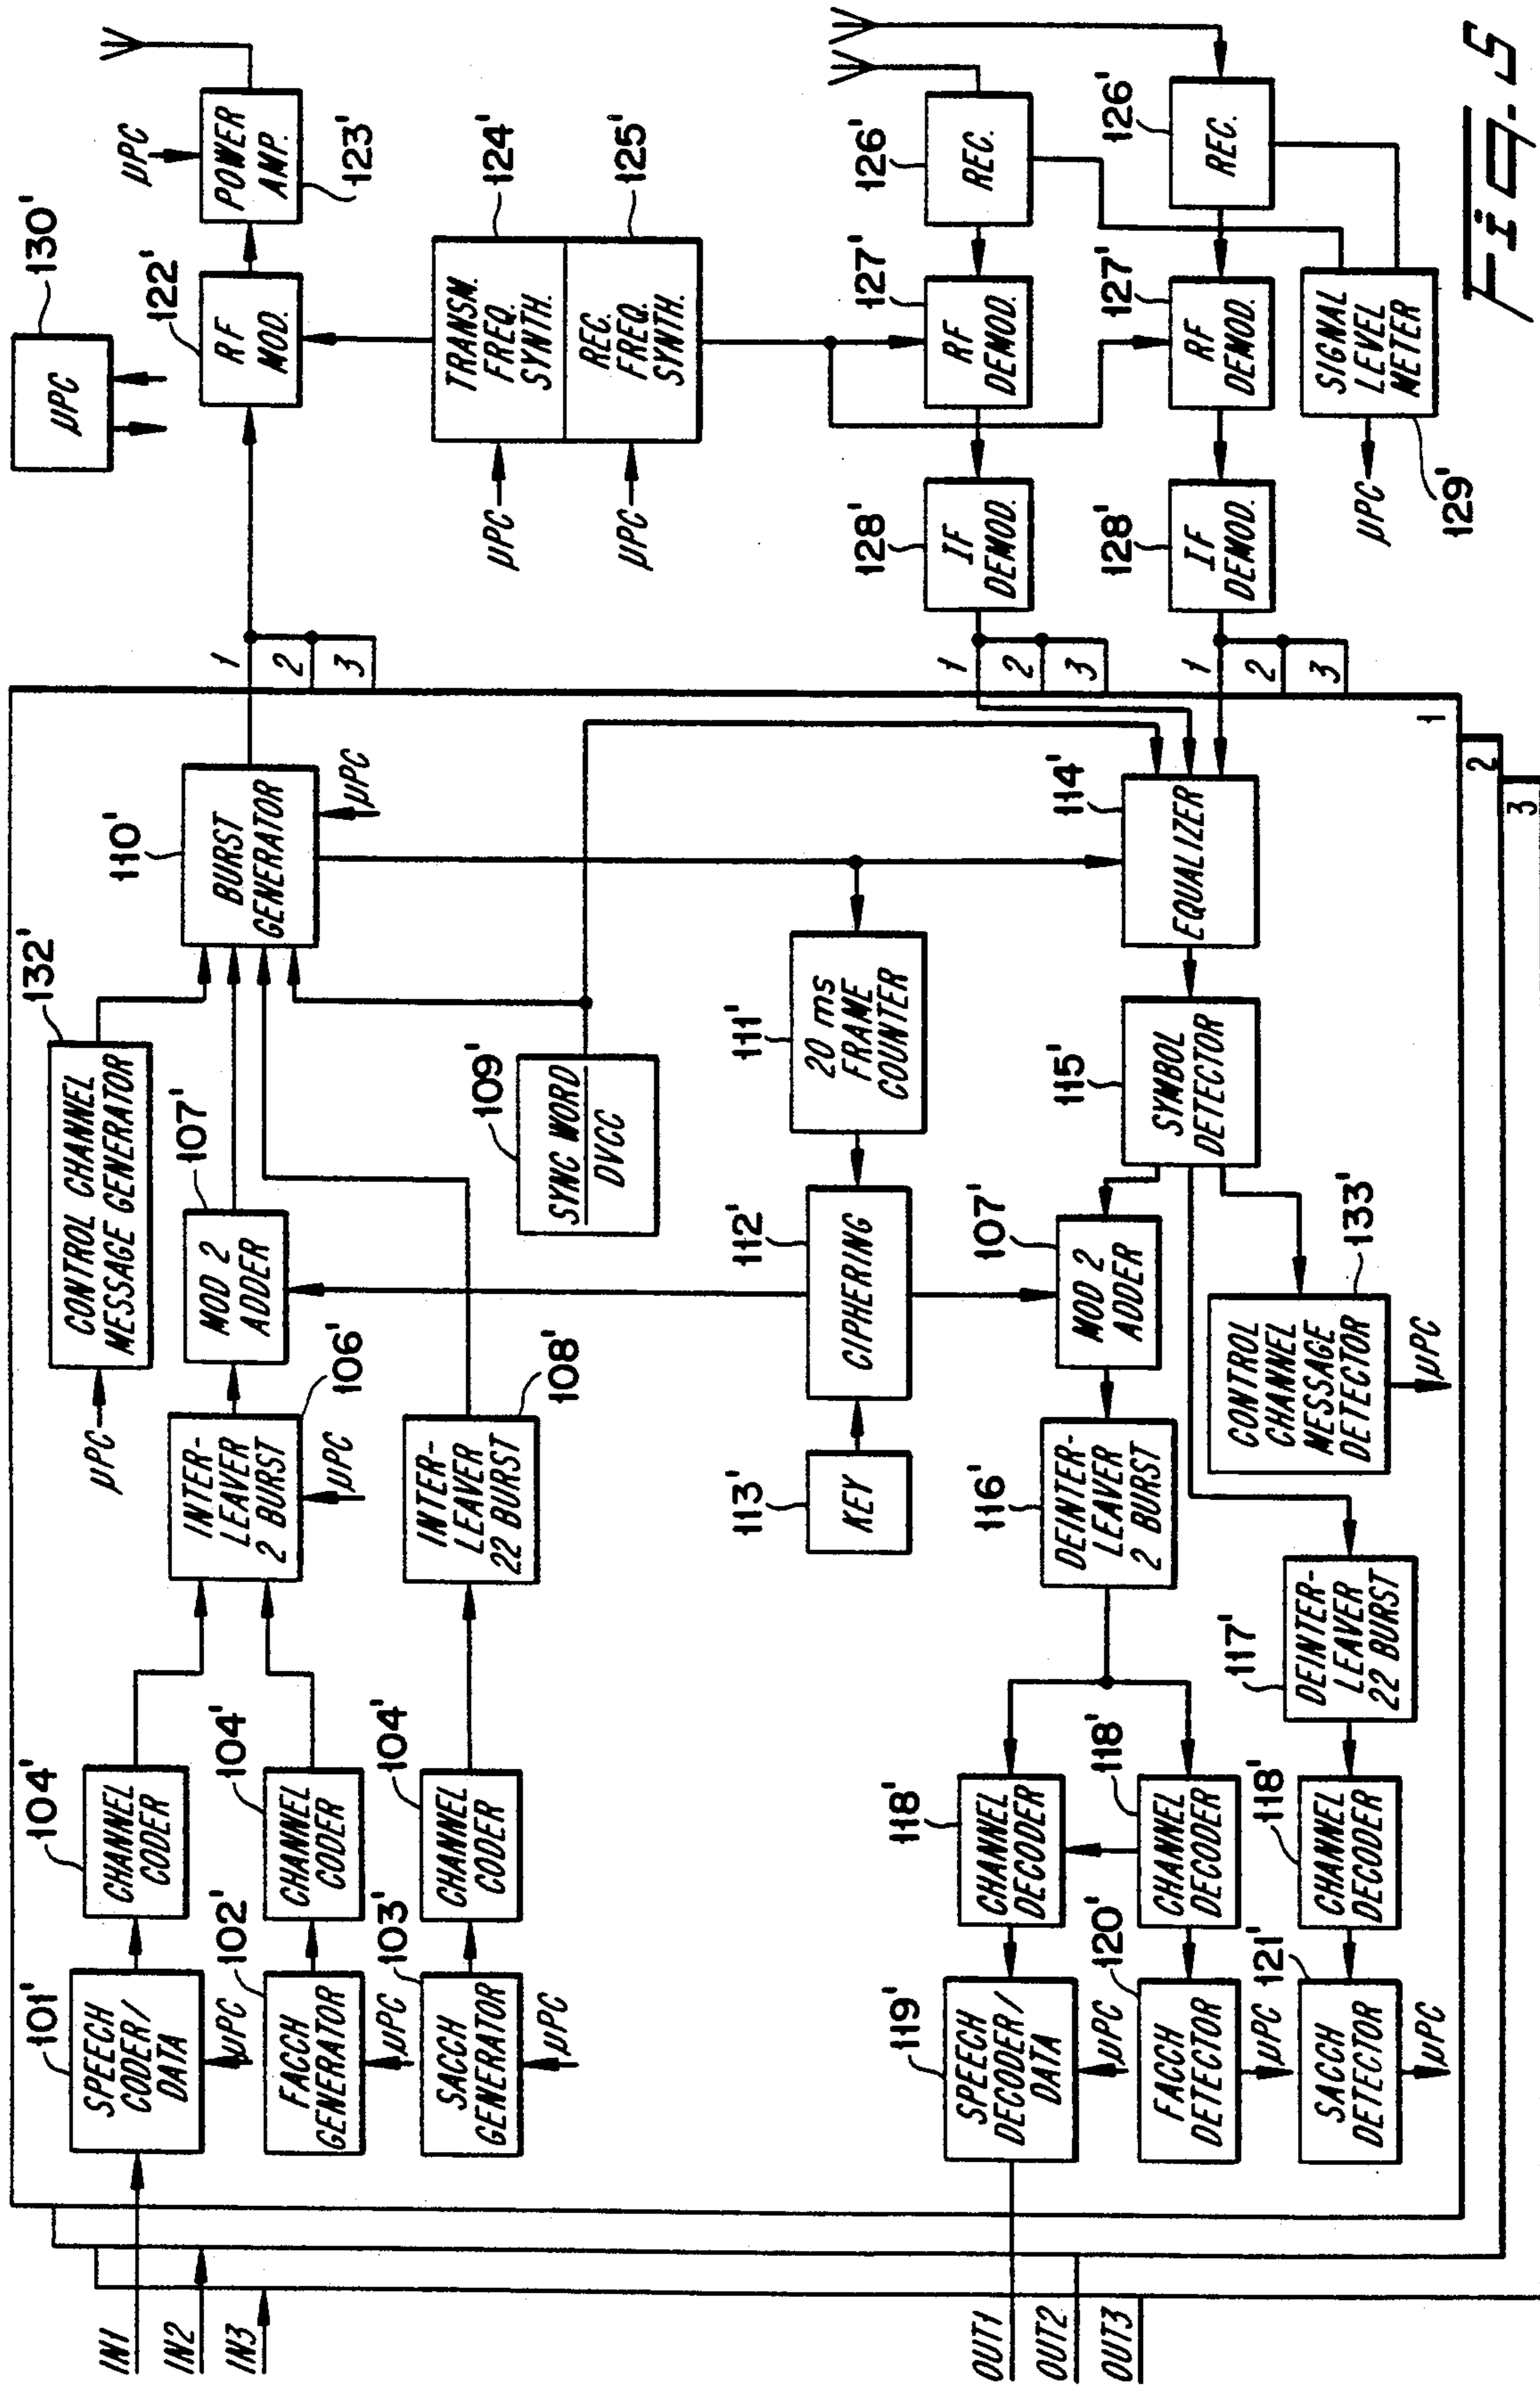 IN1
IN2
IN3
101'
SPEECH
CODER/
DATA
µPC
104'
CHANNEL
CODER
102'
FACCH
GENERATOR
µPC
104'
CHANNEL
CODER
103'
SACCH
GENERATOR
µPC
104'
CHANNEL
CODER
INTER-
LEAVER
2 BURST
106'
µPC
INTER-
LEAVER
22 BURST
108'
µPC
CONTROL CHANNEL
MESSAGE GENERATOR
132'
107'
MOD 2
ADDER
109'
SYNC WORD
DVCC
110'
BURST
GENERATOR
µPC
1
2
3
130'
µPC
122'
RF
MOD.
µPC
POWER
AMP.
123'
TRANSM.
FREQ.
SYNTH.
124'
REC.
FREQ.
SYNTH.
125'
µPC
µPC
111'
20 ms
FRAME
COUNTER
112'
CIPHERING
113'
KEY
OUT1
OUT2
OUT3
119'
SPEECH
DECODER/
DATA
µPC
118'
CHANNEL
DECODER
120'
FACCH
DETECTOR
µPC
118'
CHANNEL
DECODER
121'
SACCH
DETECTOR
µPC
118'
CHANNEL
DECODER
116'
DEINTER-
LEAVER
2 BURST
117'
DEINTER-
LEAVER
22 BURST
107'
MOD 2
ADDER
133'
CONTROL
CHANNEL
MESSAGE
DETECTOR
µPC
115'
SYMBOL
DETECTOR
114'
EQUALIZER
1
2
3
1
2
3
1
2
3
128'
IF
DEMOD.
127'
RF
DEMOD.
126'
REC.
128'
IF
DEMOD.
127'
RF
DEMOD.
126'
REC.
µPC
SIGNAL
LEVEL
METER
129'
Fig. 5